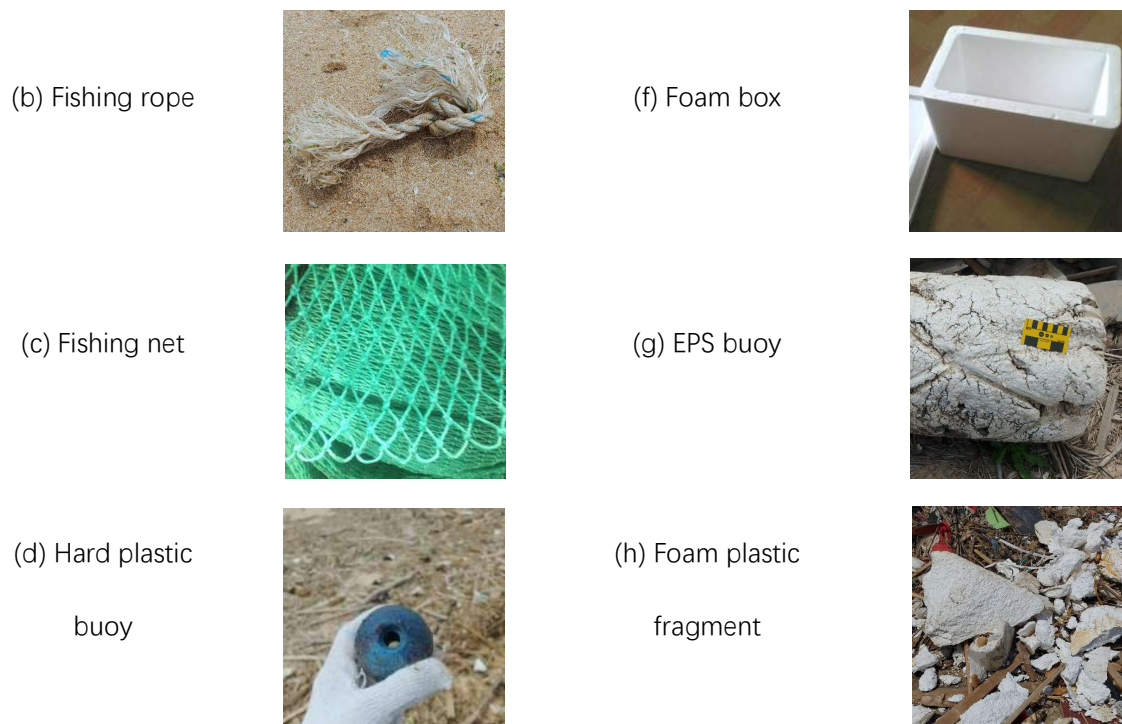 (b) Fishing rope
(f) Foam box
(c) Fishing net
(g) EPS buoy
(d) Hard plastic
buoy
(h) Foam plastic
fragment